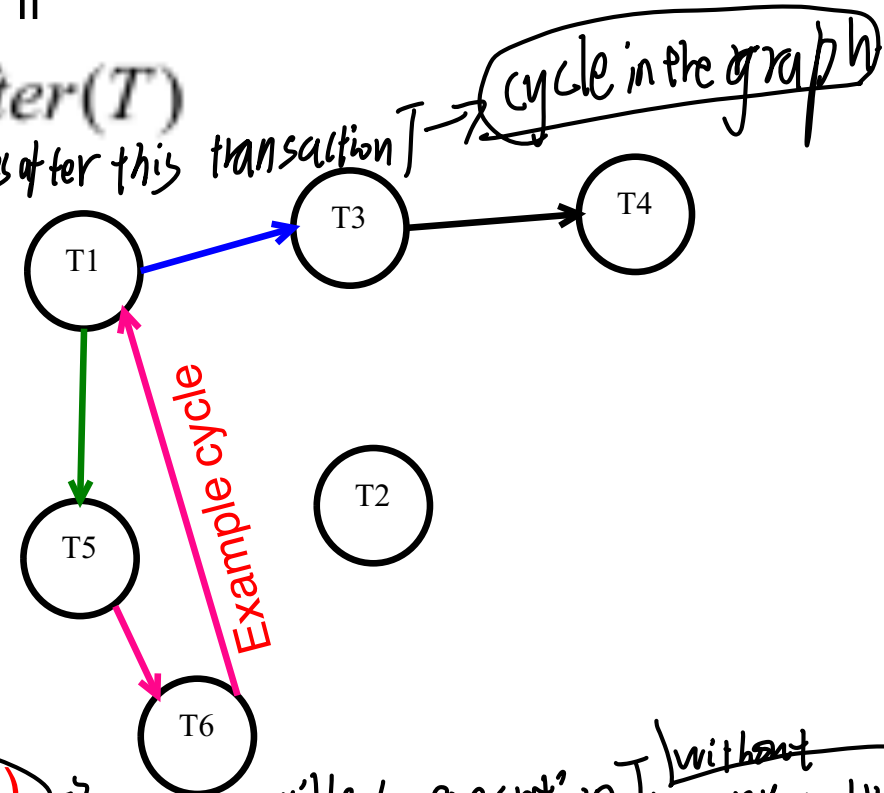 ter(T)
cycle in the graph
after this transaction T →
T1
T3
T4
Example cycle
T5
T2
T6
without